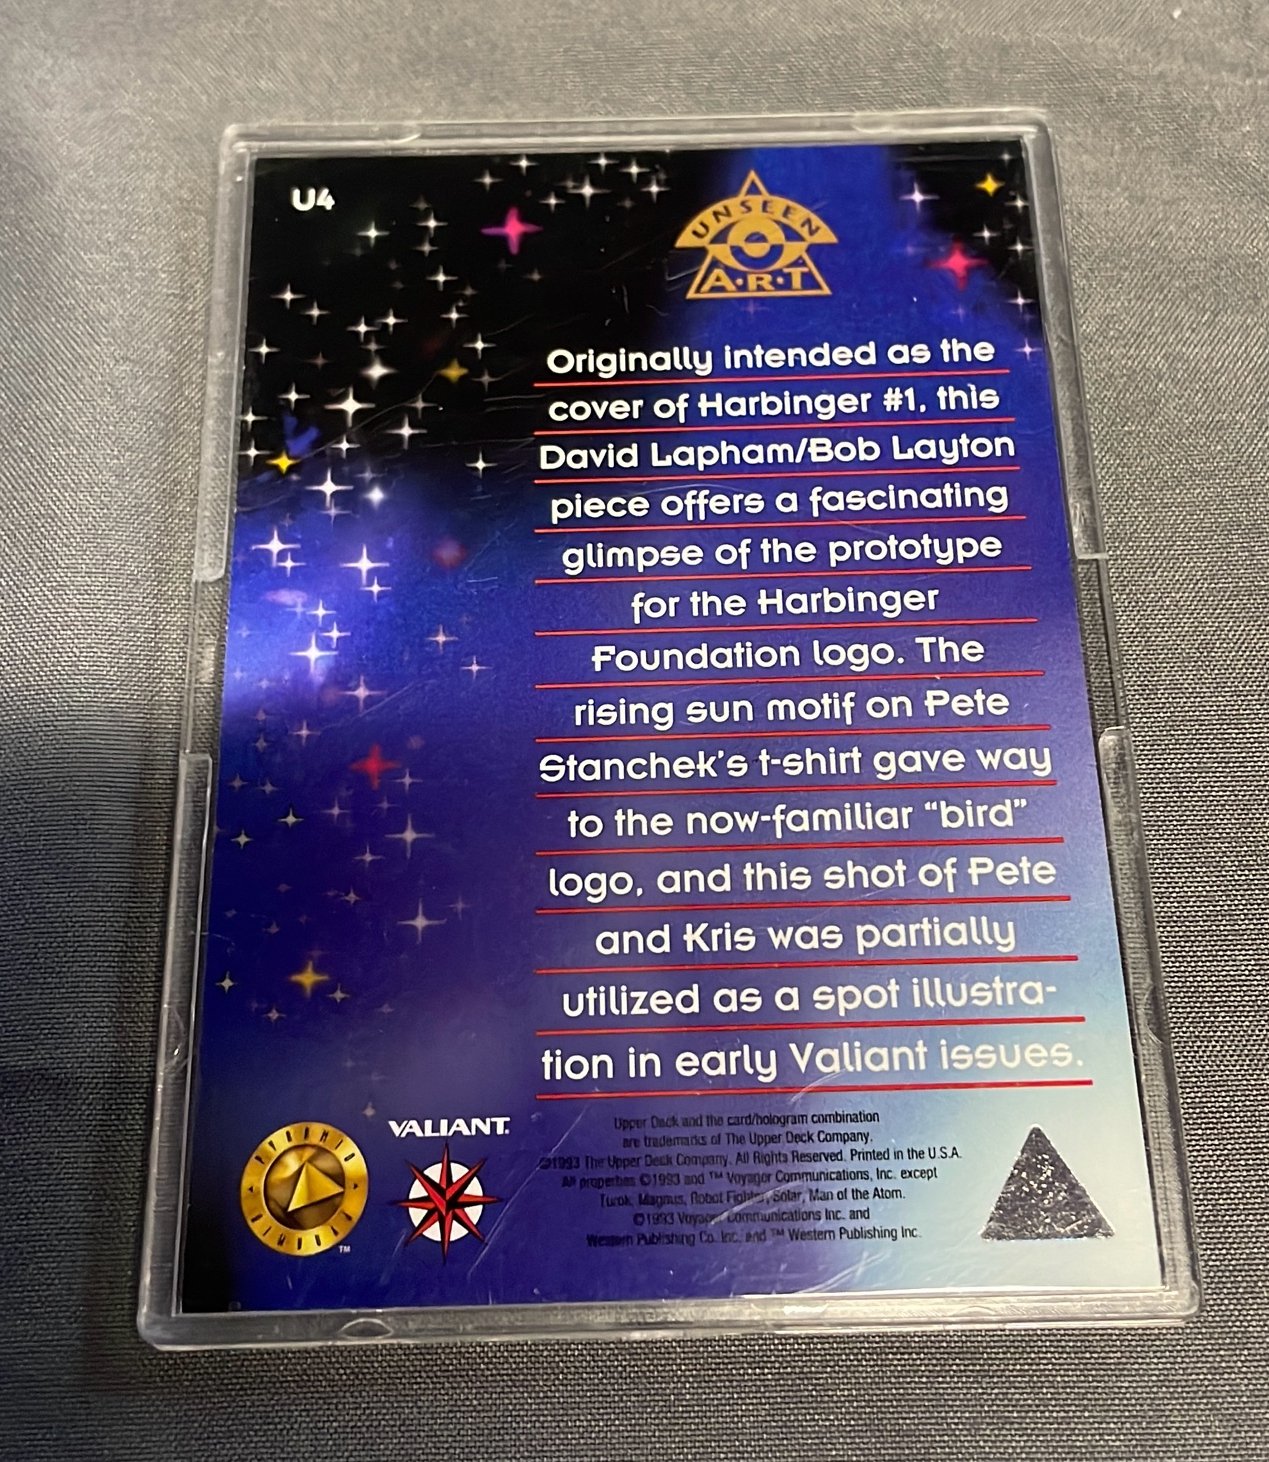 U4
UNSEEN
A·R·T
Originally intended as the
cover of Harbinger #1, this
David Lapham/Bob Layton
piece offers a fascinating
glimpse of the prototype
for the Harbinger
Foundation logo. The
rising sun motif on Pete
Stanchek's t-shirt gave way
to the now-familiar “bird”
logo, and this shot of Pete
and Kris was partially
utilized as a spot illustra-
tion in early Valiant issues.
VALIANT.
TM
Upper Deck and the card/hologram combination
are trademarks of The Upper Deck Company.
©1993 The Upper Deck Company. All Rights Reserved. Printed in the U.S.A.
All properties ©1993 and ™ Voyager Communications, Inc. except
Turok, Magnus, Robot Fighter, Solar, Man of the Atom.
©1993 Voyager Communications Inc. and
Western Publishing Co. Inc. and ™ Western Publishing Inc.